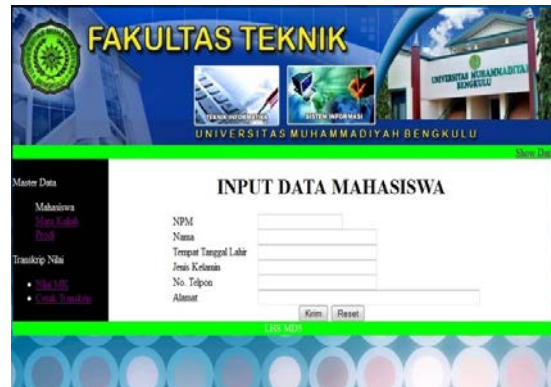 FAKULTAS TEKNIK
UNIVERSITAS MUHAMMADIYAH
BENGKULU
TEKNIK INFORMATIKA
SISTEM INFORMASI
UNIVERSITAS MUHAMMADIYAH BENGKULU
Show
Master Data
Mahasiswa
Mata Kuliah
Prodi
Transkrip Nilai
Nilai MK
Cetak Transkrip
INPUT DATA MAHASISWA
NPM
Nama
Tempat Tanggal Lahir
Jenis Kelamin
No. Telpon
Alamat
Kirim Reset
LHS MD5